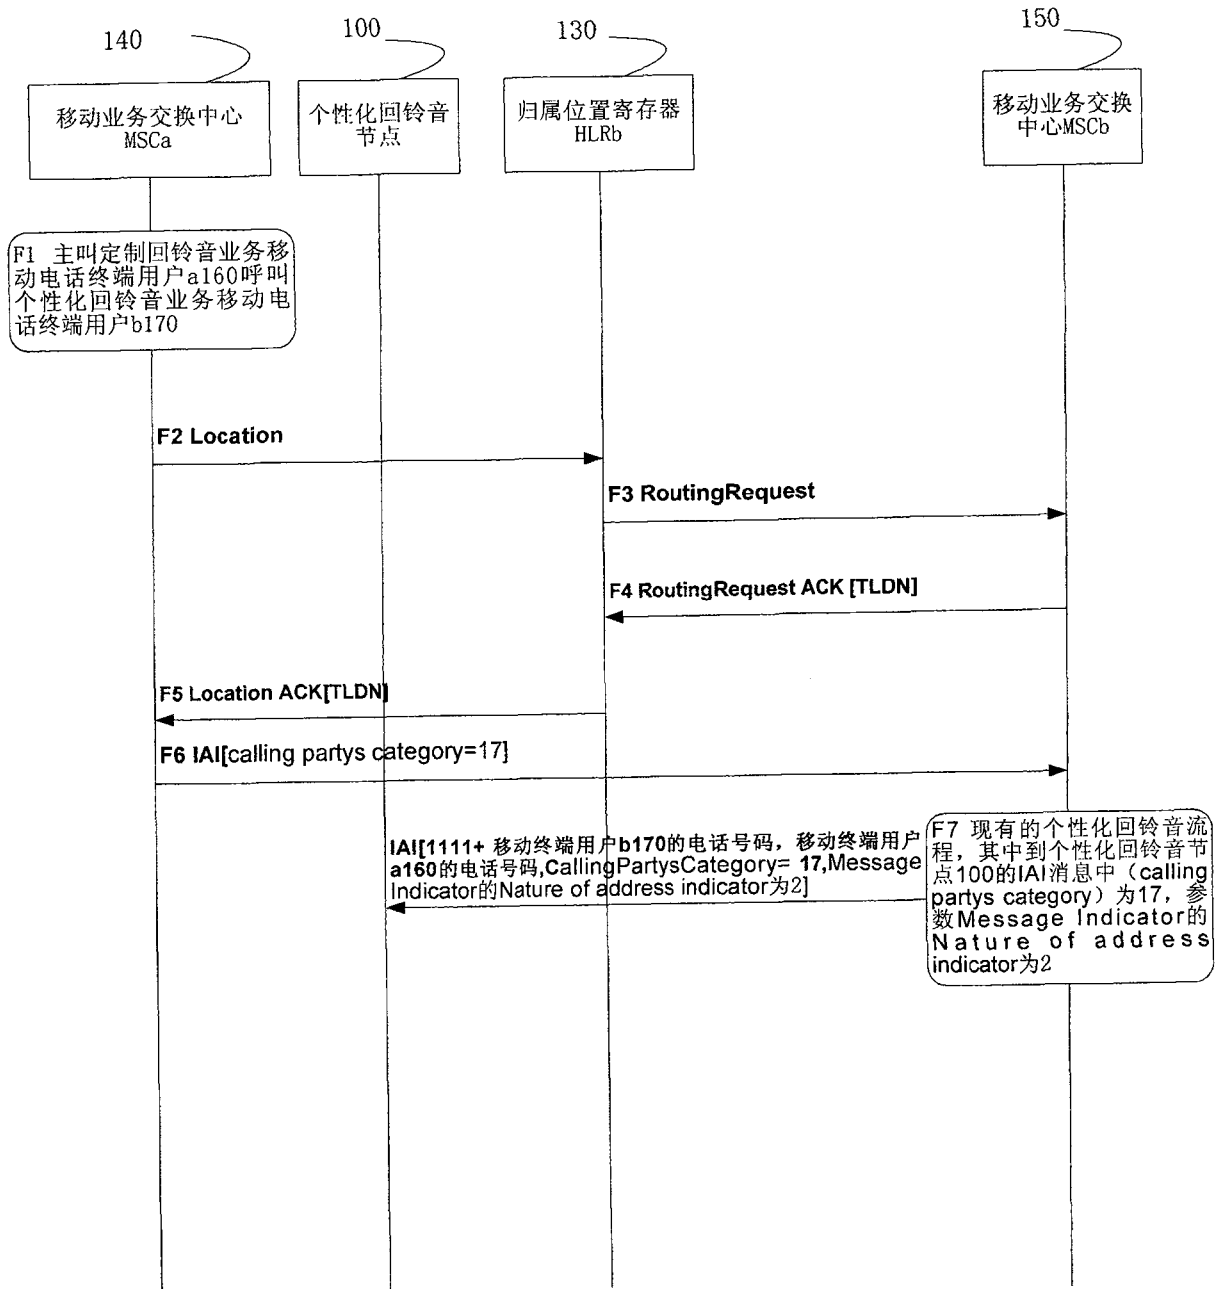 140
100
130
150
移动业务交换中心
MSCa
个性化回铃音
节点
归属位置寄存器
HLRb
移动业务交换
中心MSCb
F1 主叫定制回铃音业务移
动电话终端用户a160呼叫
个性化回铃音业务移动电
话终端用户b170
F2 Location
F3 RoutingRequest
F4 RoutingRequest ACK [TLDN]
F5 Location ACK[TLDN]
F6 IAI[calling partys category=17]
IAI[1111+ 移动终端用户b170的电话号码，移动终端用户
a160的电话号码,CallingPartysCategory= 17,Message
Indicator的Nature of address indicator为2]
F7 现有的个性化回铃音流
程，其中到个性化回铃音节
点100的IAI消息中（calling
partys category）为17，参
数Message Indicator的
Nature of address
indicator为2